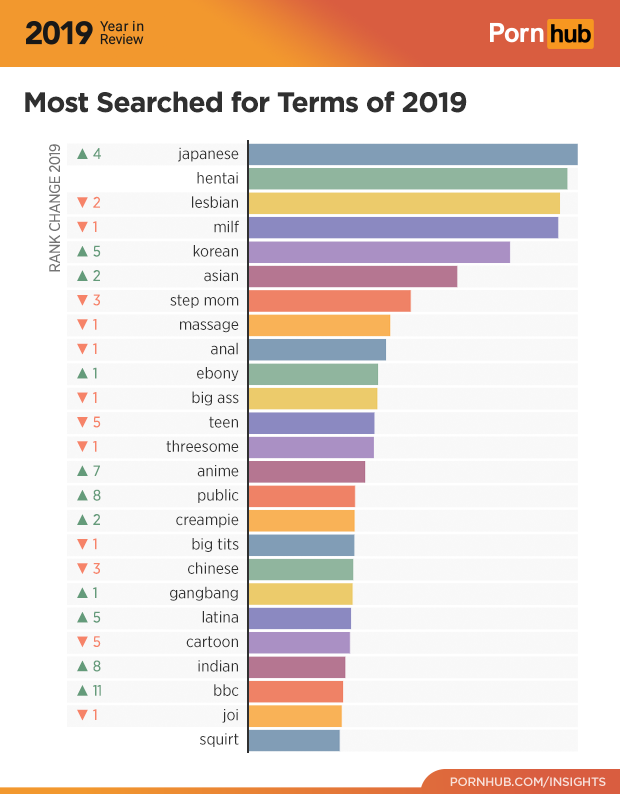 2019 Year in Review
Pornhub
Most Searched for Terms of 2019
RANK CHANGE 2019
▲ 4 japanese
hentai
▼ 2 lesbian
▼ 1 milf
▲ 5 korean
▲ 2 asian
▼ 3 step mom
▼ 1 massage
▼ 1 anal
▲ 1 ebony
▼ 1 big ass
▼ 5 teen
▼ 1 threesome
▲ 7 anime
▲ 8 public
▲ 2 creampie
▼ 1 big tits
▼ 3 chinese
▲ 1 gangbang
▲ 5 latina
▼ 5 cartoon
▲ 8 indian
▲ 11 bbc
▼ 1 joi
squirt
PORNHUB.COM/INSIGHTS